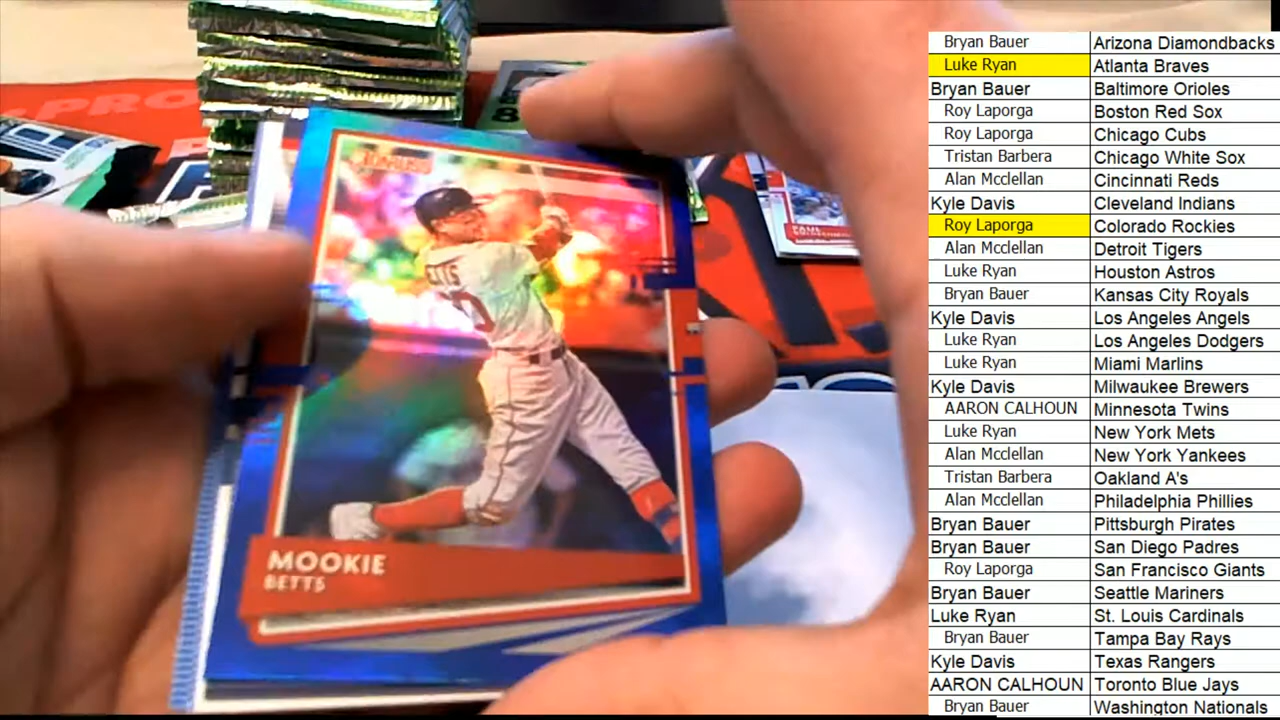 MOOKIE
BETTS
Bryan Bauer Arizona Diamondbacks
Luke Ryan Atlanta Braves
Bryan Bauer Baltimore Orioles
Roy Laporga Boston Red Sox
Roy Laporga Chicago Cubs
Tristan Barbera Chicago White Sox
Alan Mcclellan Cincinnati Reds
Kyle Davis Cleveland Indians
Roy Laporga Colorado Rockies
Alan Mcclellan Detroit Tigers
Luke Ryan Houston Astros
Bryan Bauer Kansas City Royals
Kyle Davis Los Angeles Angels
Luke Ryan Los Angeles Dodgers
Luke Ryan Miami Marlins
Kyle Davis Milwaukee Brewers
AARON CALHOUN Minnesota Twins
Luke Ryan New York Mets
Alan Mcclellan New York Yankees
Tristan Barbera Oakland A's
Alan Mcclellan Philadelphia Phillies
Bryan Bauer Pittsburgh Pirates
Bryan Bauer San Diego Padres
Roy Laporga San Francisco Giants
Bryan Bauer Seattle Mariners
Luke Ryan St. Louis Cardinals
Bryan Bauer Tampa Bay Rays
Kyle Davis Texas Rangers
AARON CALHOUN Toronto Blue Jays
Bryan Bauer Washington Nationals